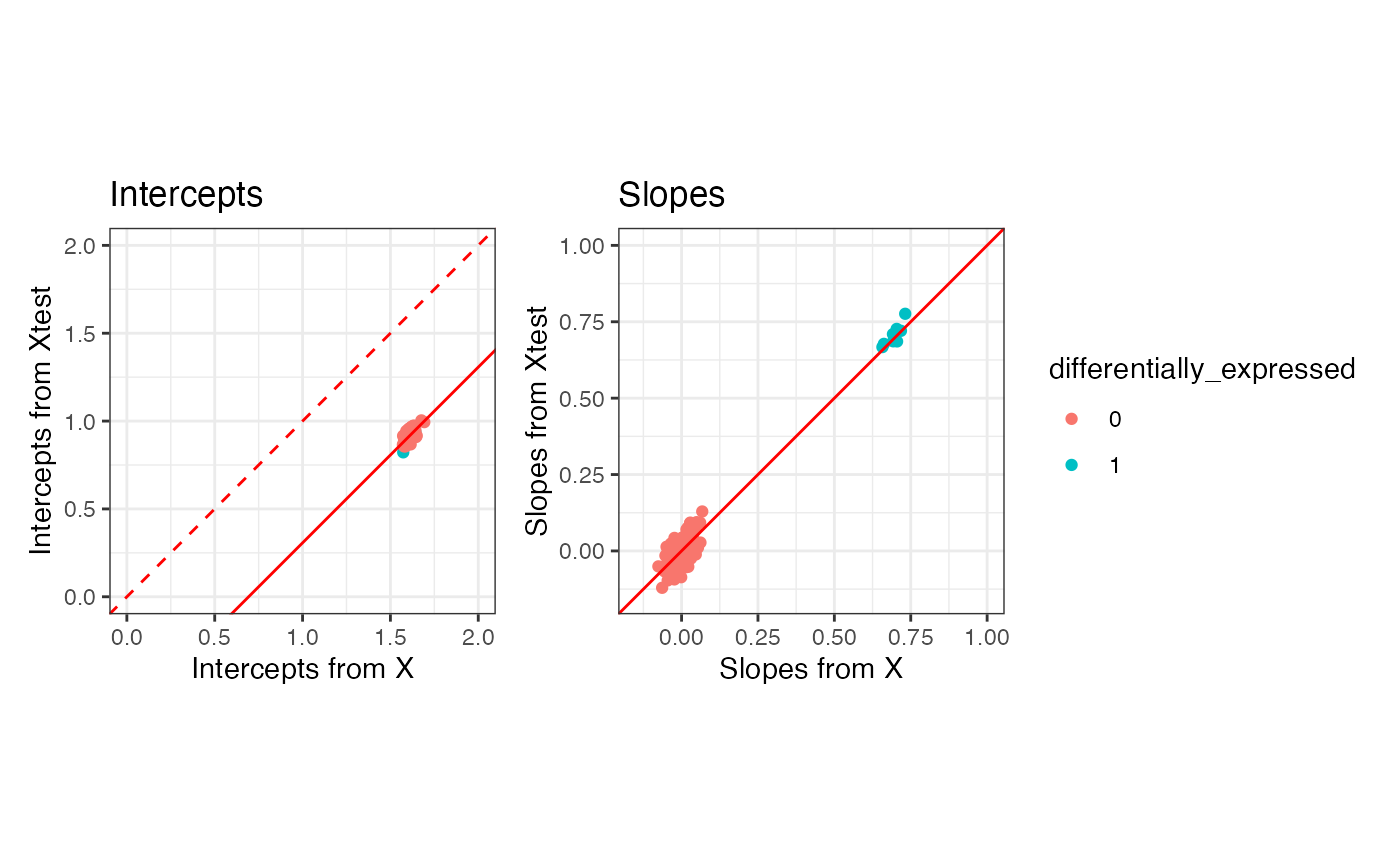 Intercepts
2.0
1.5
1.0
0.5
0.0
Intercepts from Xtest
0.0 0.5 1.0 1.5 2.0
Intercepts from X
Slopes
1.00
0.75
0.50
0.25
0.00
Slopes from Xtest
0.00 0.25 0.50 0.75 1.00
Slopes from X
differentially_expressed
0
1